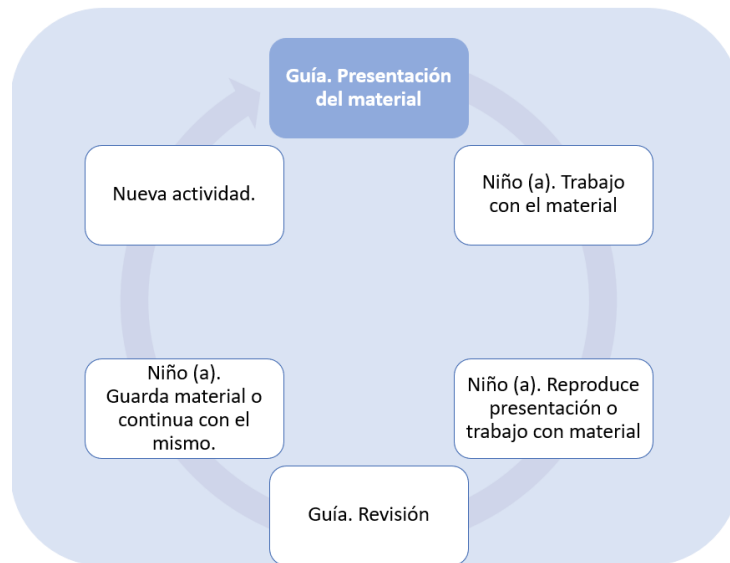 Guía. Presentación
del material
Niño (a). Trabajo
con el material
Niño (a). Reproduce
presentación o
trabajo con material
Guía. Revisión
Niño (a).
Guarda material o
continua con el
mismo.
Nueva actividad.